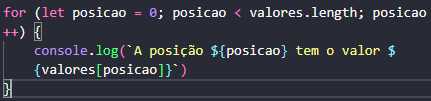 for (let posicao = 0; posicao < valores.length; posicao
++) {
console.log(`A posição ${posicao} tem o valor $
{valores[posicao]}`)
}